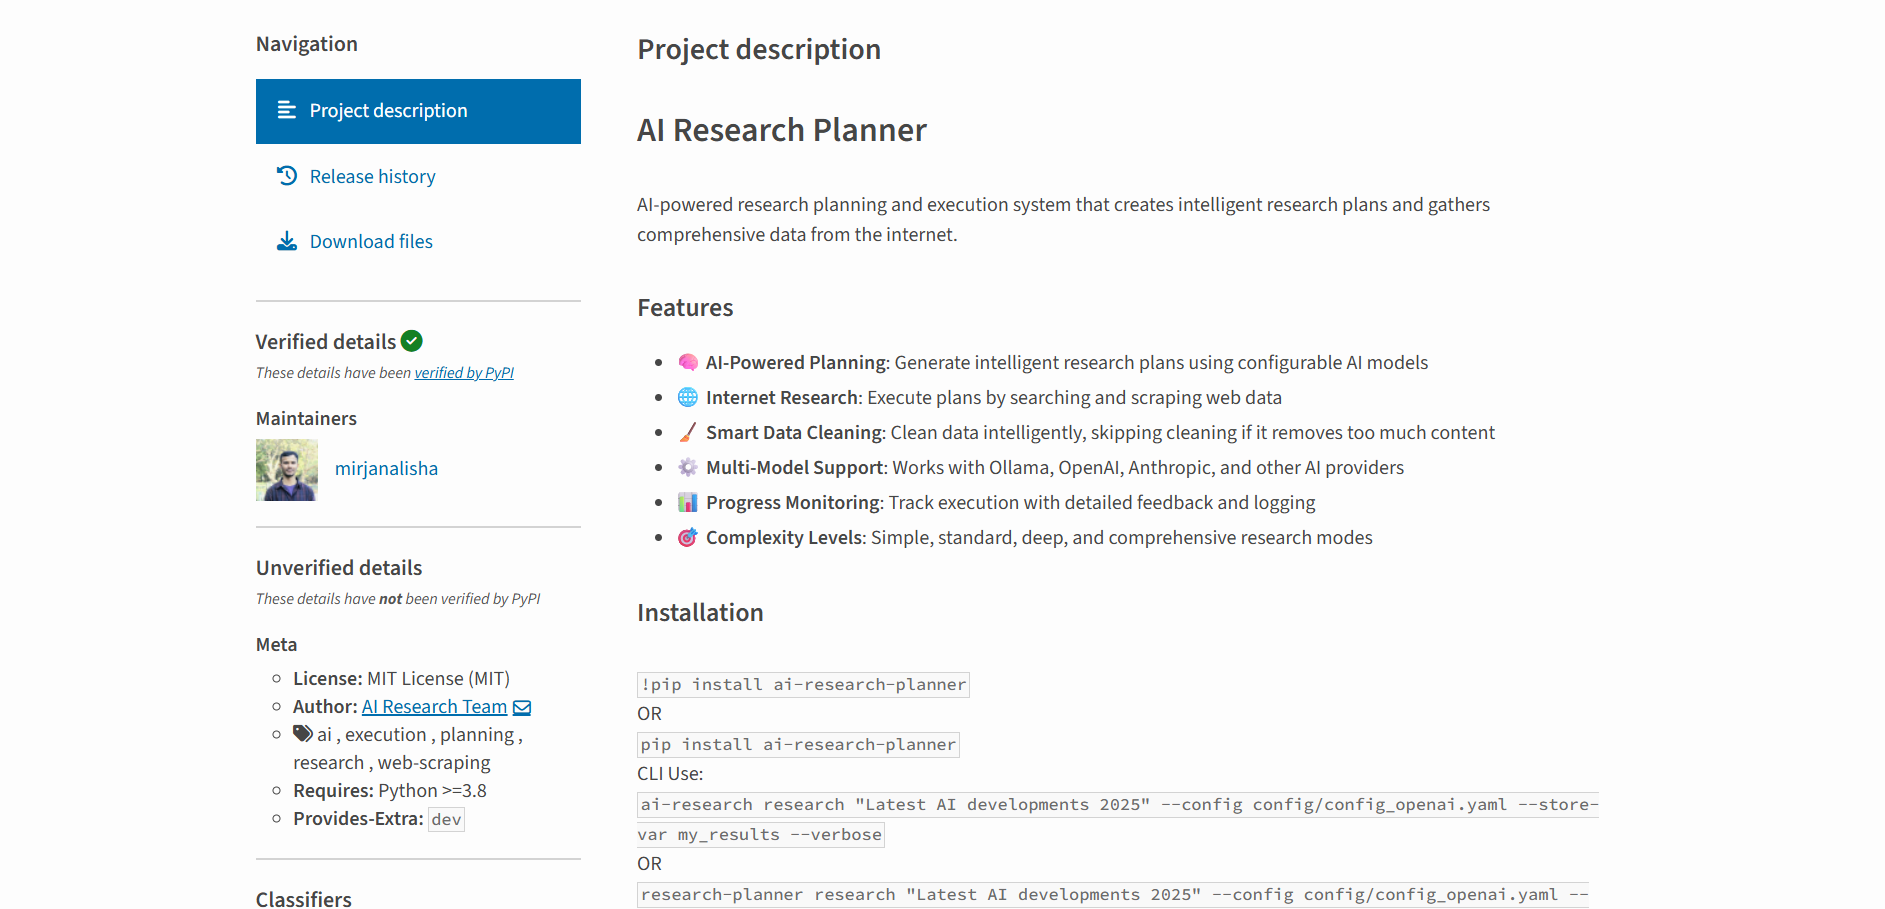 Navigation
Project description
Release history
Download files
Verified details
These details have been verified by PyPI
Maintainers
mirjanalisha
Unverified details
These details have not been verified by PyPI
Meta
License: MIT License (MIT)
Author: AI Research Team
ai , execution , planning ,
research , web-scraping
Requires: Python >=3.8
Provides-Extra: dev
Classifiers
Project description
AI Research Planner
AI-powered research planning and execution system that creates intelligent research plans and gathers
comprehensive data from the internet.
Features
AI-Powered Planning: Generate intelligent research plans using configurable AI models
Internet Research: Execute plans by searching and scraping web data
Smart Data Cleaning: Clean data intelligently, skipping cleaning if it removes too much content
Multi-Model Support: Works with Ollama, OpenAI, Anthropic, and other AI providers
Progress Monitoring: Track execution with detailed feedback and logging
Complexity Levels: Simple, standard, deep, and comprehensive research modes
Installation
!pip install ai-research-planner
OR
pip install ai-research-planner
CLI Use:
ai-research research "Latest AI developments 2025" --config config/config_openai.yaml --store-
var my_results --verbose
OR
research-planner research "Latest AI developments 2025" --config config/config_openai.yaml --